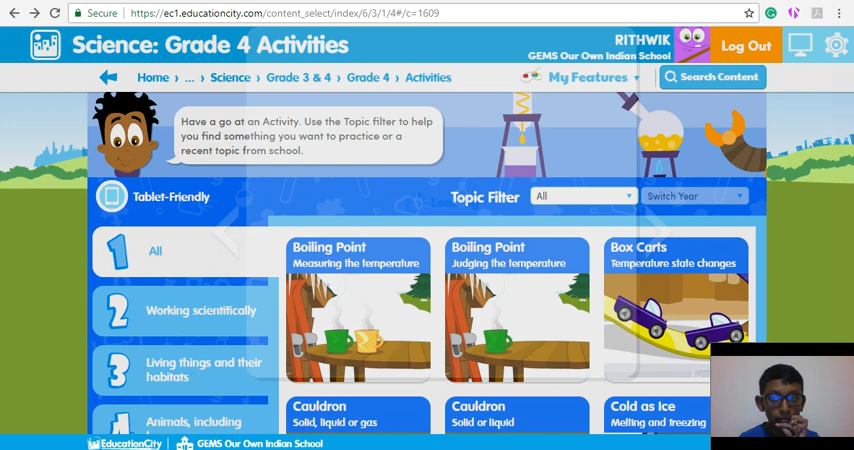 Secure
https://ec1.educationcity.com/content_select/index/6/3/1/4#/c=1609
Science: Grade 4 Activities
RITHWIK
GEMS Our Own Indian School
Log Out
Home › ... › Science › Grade 3 & 4 › Grade 4 › Activities
My Features
Search Content
Have a go at an Activity. Use the Topic filter to help
you find something you want to practice or a
recent topic from school.
Tablet-Friendly
Topic Filter
All
Switch Year
1 All
2 Working scientifically
3 Living things and their
habitats
4 Animals, including
Boiling Point
Measuring the temperature
Boiling Point
Judging the temperature
Box Carts
Temperature state changes
Cauldron
Solid, liquid or gas
Cauldron
Solid or liquid
Cold as Ice
Melting and freezing
EducationCity
GEMS Our Own Indian School